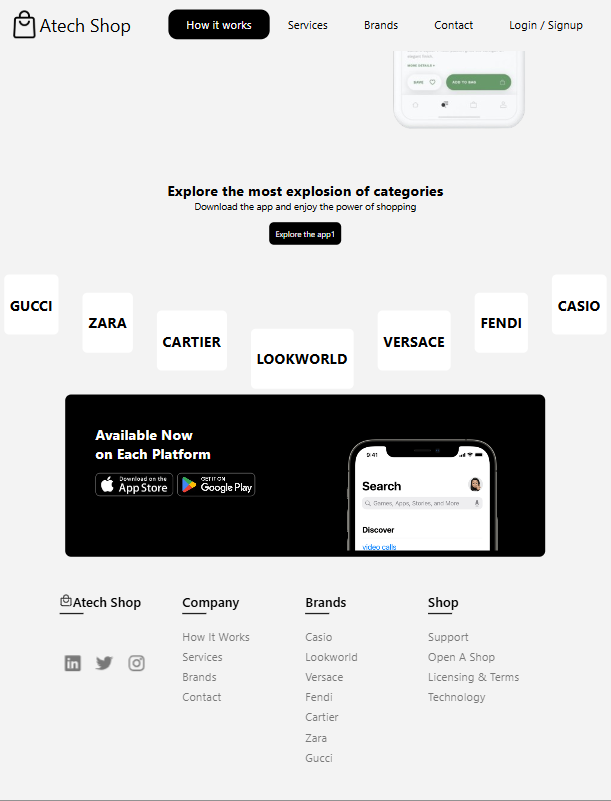 Atech Shop
How it works
Services
Brands
Contact
Login / Signup
MORE DETAILS
SAVE
ADD TO BAG
Explore the most explosion of categories
Download the app and enjoy the power of shopping
Explore the app1
GUCCI
ZARA
CARTIER
LOOKWORLD
VERSACE
FENDI
CASIO
Available Now
on Each Platform
Download on the
App Store
GET IT ON
Google Play
9:41
Search
Games, Apps, Stories, and More
Discover
video calls
Atech Shop
Company
How It Works
Services
Brands
Contact
Brands
Casio
Lookworld
Versace
Fendi
Cartier
Zara
Gucci
Shop
Support
Open A Shop
Licensing & Terms
Technology